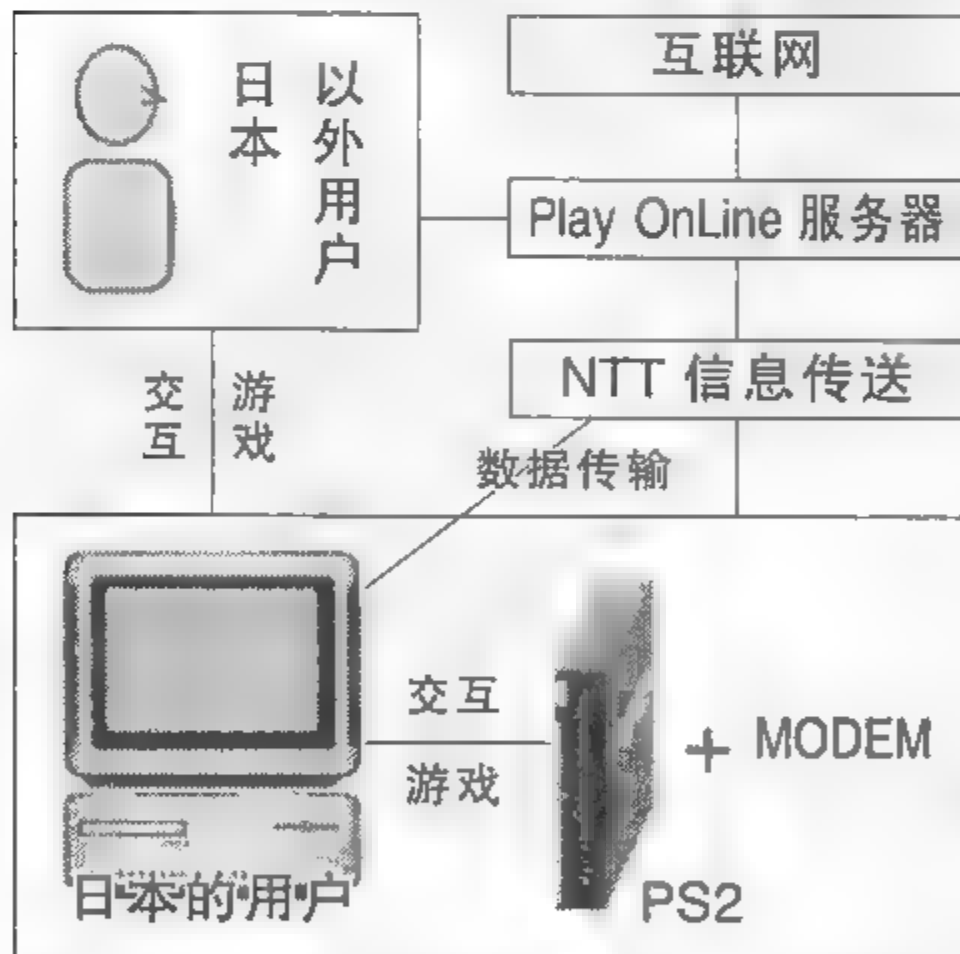 日本
以外用户
互联网
Play OnLine 服务器
NTT 信息传送
交互
游戏
数据传输
交互
游戏
+ MODEM
日本的用户
PS2